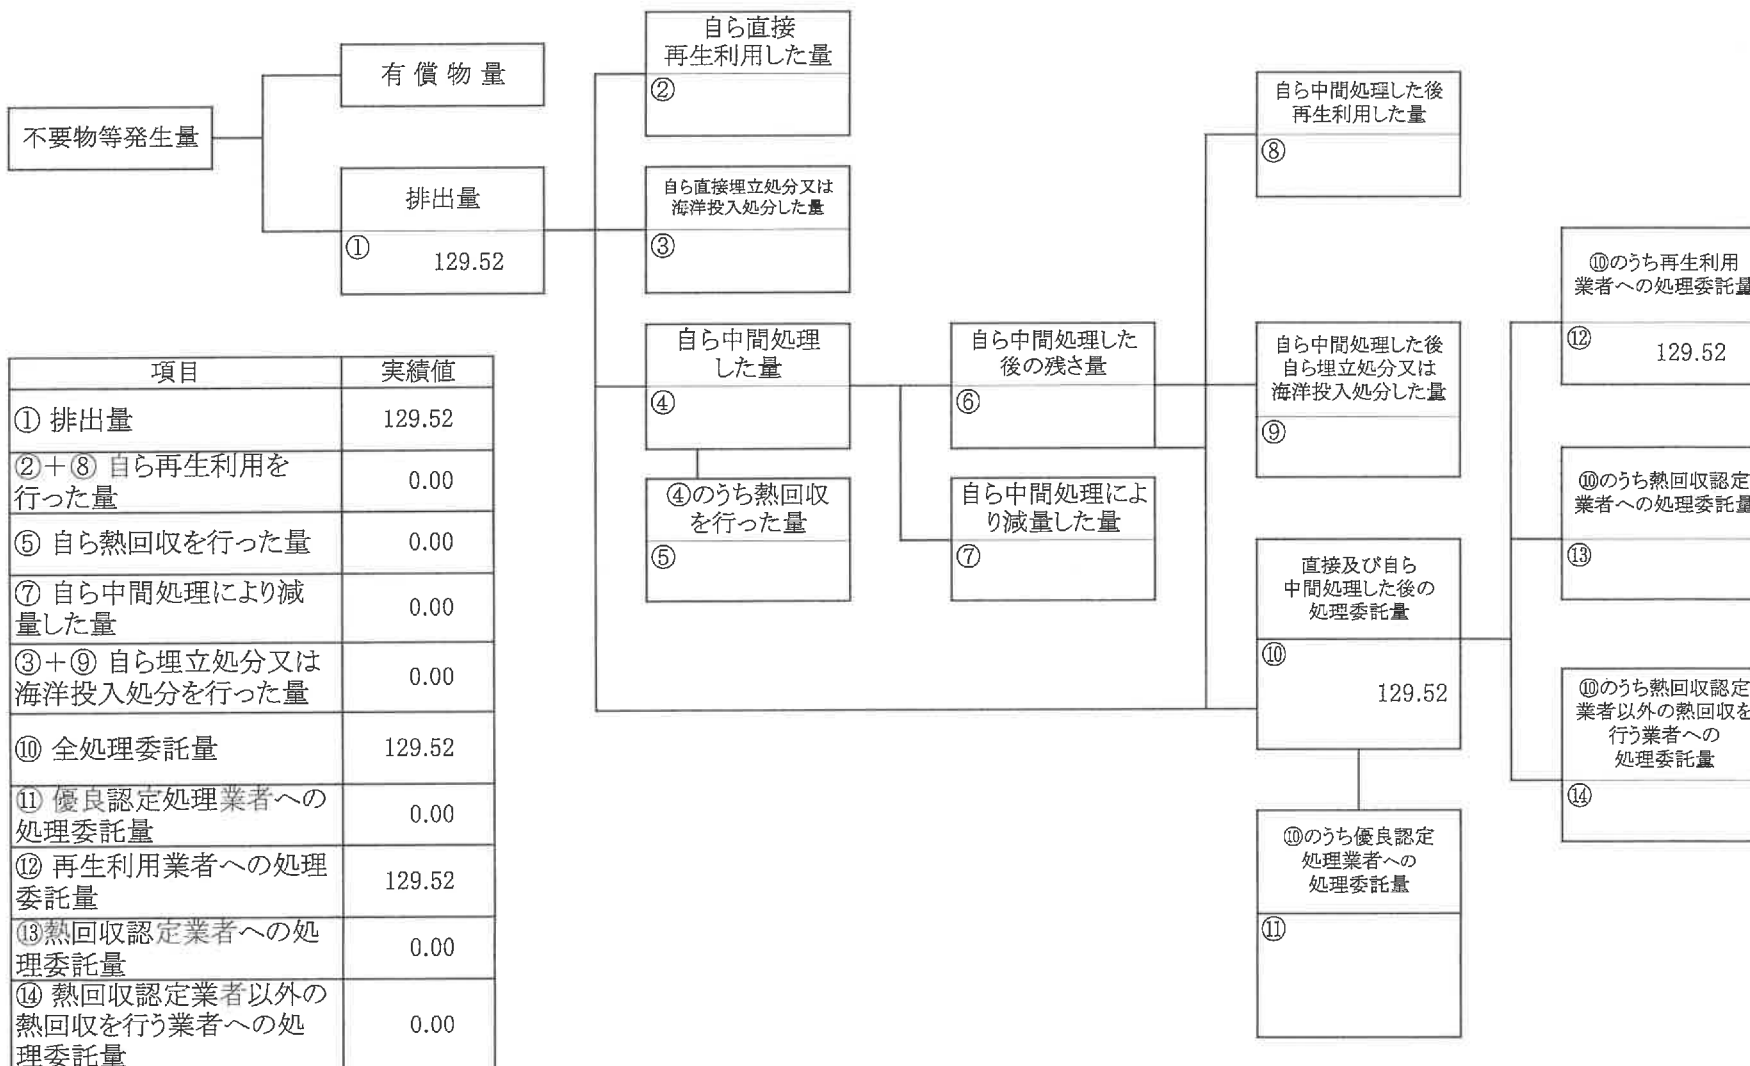 不要物等発生量
有償物量
排出量
①
129.52
自ら直接
再生利用した量
②
自ら直接埋立処分又は
海洋投入処分した量
③
自ら中間処理
した量
④
④のうち熱回収
を行った量
⑤
自ら中間処理した
後の残さ量
⑥
自ら中間処理によ
り減量した量
⑦
自ら中間処理した後
再生利用した量
⑧
自ら中間処理した後
自ら埋立処分又は
海洋投入処分した量
⑨
直接及び自ら
中間処理した後の
処理委託量
⑩
129.52
⑩のうち優良認定
処理業者への
処理委託量
⑪
⑩のうち再生利用
業者への処理委託量
⑫
129.52
⑩のうち熱回収認定
業者への処理委託量
⑬
⑩のうち熱回収認定
業者以外の熱回収を
行う業者への
処理委託量
⑭
項目 実績値
① 排出量 129.52
②+⑧ 自ら再生利用を
行った量 0.00
⑤ 自ら熱回収を行った量 0.00
⑦ 自ら中間処理により減
量した量 0.00
③+⑨ 自ら埋立処分又は
海洋投入処分を行った量 0.00
⑩ 全処理委託量 129.52
⑪ 優良認定処理業者への
処理委託量 0.00
⑫ 再生利用業者への処理
委託量 129.52
⑬熱回収認定業者への処
理委託量 0.00
⑭ 熱回収認定業者以外の
熱回収を行う業者への処
理委託量 0.00